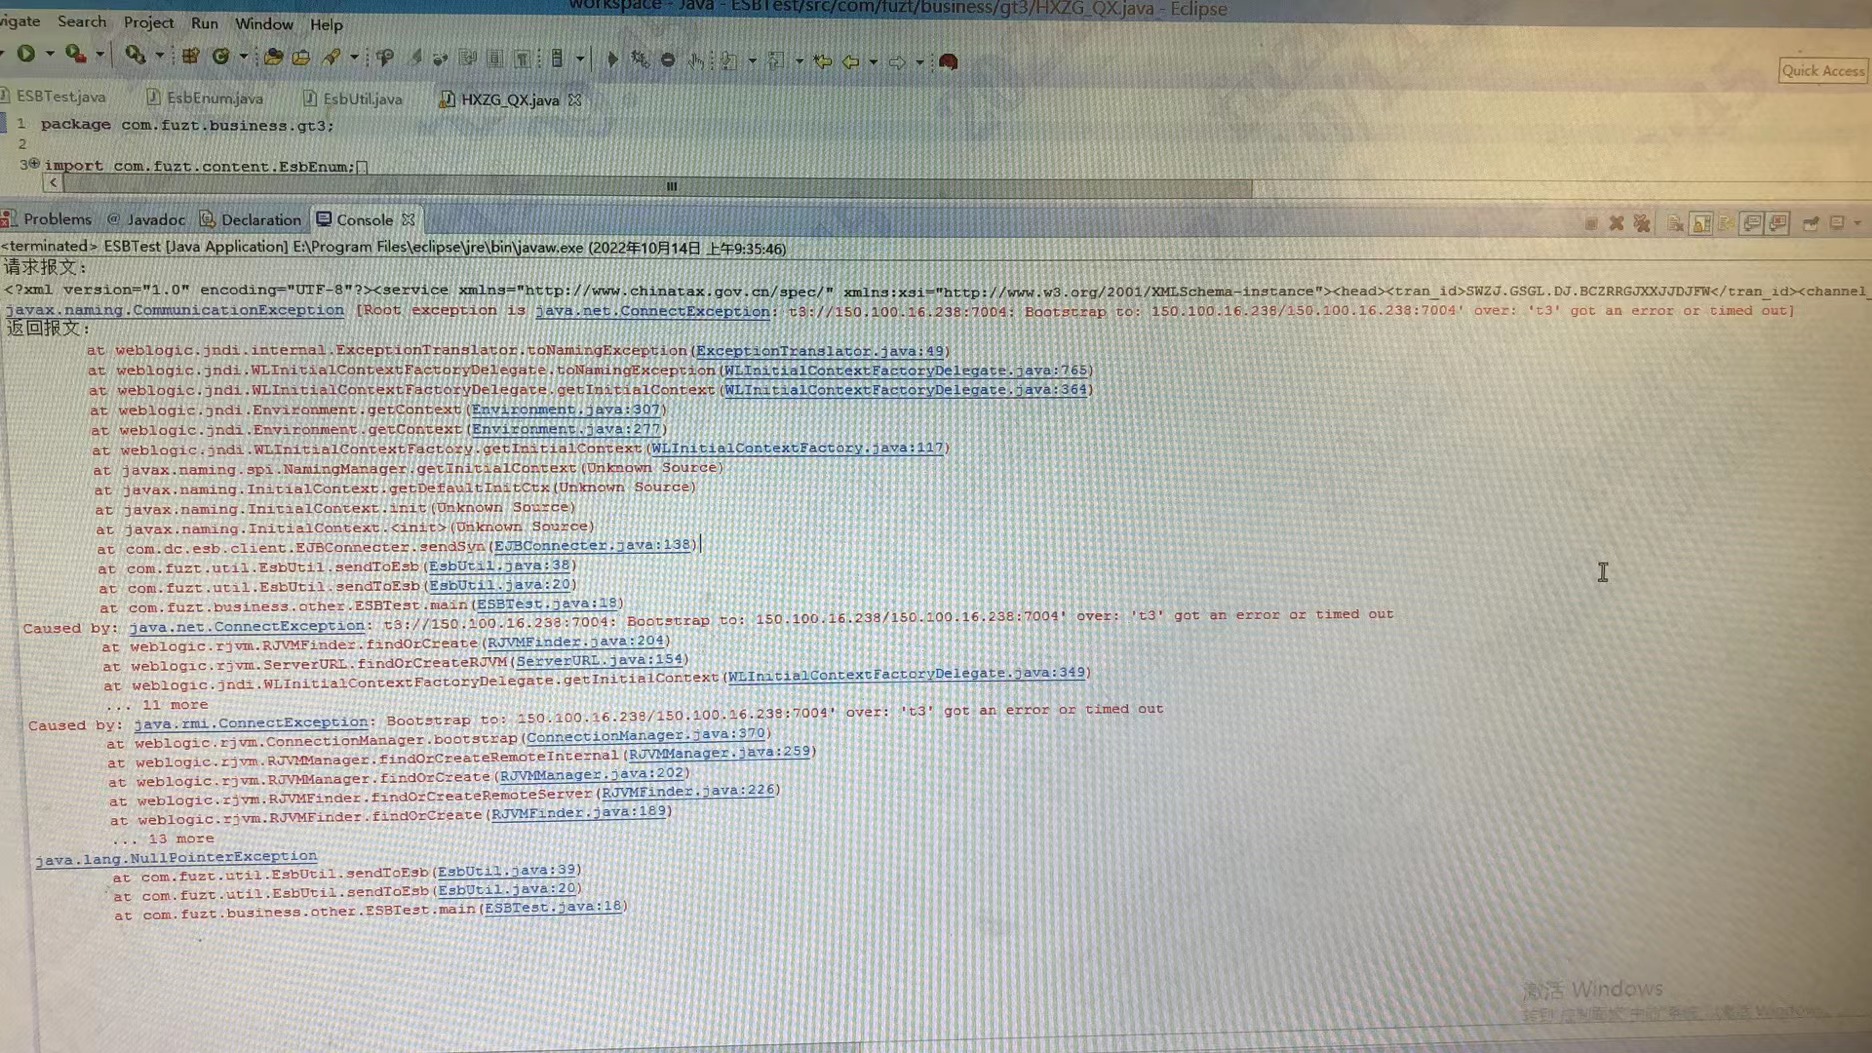 workspace - Java - ESBTest/src/com/fuzt/business/gt3/HXZG_QX.java - Eclipse
vigate Search Project Run Window Help
Quick Access
ESBTest.java EsbEnum.java EsbUtil.java HXZG_QX.java
1 package com.fuzt.business.gt3;
2
3 import com.fuzt.content.EsbEnum;
Problems @ Javadoc Declaration Console
<terminated> ESBTest [Java Application] E:\Program Files\eclipse\jre\bin\javaw.exe (2022年10月14日 上午9:35:46)
请求报文：
<?xml version="1.0" encoding="UTF-8"?><service xmlns="http://www.chinatax.gov.cn/spec/" xmlns:xsi="http://www.w3.org/2001/XMLSchema-instance"><head><tran_id>SWZJ.GSGL.DJ.BCZRRGJXXJJDJFW</tran_id><channel_
javax.naming.CommunicationException [Root exception is java.net.ConnectException: t3://150.100.16.238:7004: Bootstrap to: 150.100.16.238/150.100.16.238:7004' over: 't3' got an error or timed out]
返回报文：
at weblogic.jndi.internal.ExceptionTranslator.toNamingException(ExceptionTranslator.java:49)
at weblogic.jndi.WLInitialContextFactoryDelegate.toNamingException(WLInitialContextFactoryDelegate.java:765)
at weblogic.jndi.WLInitialContextFactoryDelegate.getInitialContext(WLInitialContextFactoryDelegate.java:364)
at weblogic.jndi.Environment.getContext(Environment.java:307)
at weblogic.jndi.Environment.getContext(Environment.java:277)
at weblogic.jndi.WLInitialContextFactory.getInitialContext(WLInitialContextFactory.java:117)
at javax.naming.spi.NamingManager.getInitialContext(Unknown Source)
at javax.naming.InitialContext.getDefaultInitCtx(Unknown Source)
at javax.naming.InitialContext.init(Unknown Source)
at javax.naming.InitialContext.<init>(Unknown Source)
at com.dc.esb.client.EJBConnecter.sendSyn(EJBConnecter.java:138)
at com.fuzt.util.EsbUtil.sendToEsb(EsbUtil.java:38)
at com.fuzt.util.EsbUtil.sendToEsb(EsbUtil.java:20)
at com.fuzt.business.other.ESBTest.main(ESBTest.java:18)
Caused by: java.net.ConnectException: t3://150.100.16.238:7004: Bootstrap to: 150.100.16.238/150.100.16.238:7004' over: 't3' got an error or timed out
at weblogic.rjvm.RJVMFinder.findOrCreate(RJVMFinder.java:204)
at weblogic.rjvm.ServerURL.findOrCreateRJVM(ServerURL.java:154)
at weblogic.jndi.WLInitialContextFactoryDelegate.getInitialContext(WLInitialContextFactoryDelegate.java:349)
... 11 more
Caused by: java.rmi.ConnectException: Bootstrap to: 150.100.16.238/150.100.16.238:7004' over: 't3' got an error or timed out
at weblogic.rjvm.ConnectionManager.bootstrap(ConnectionManager.java:370)
at weblogic.rjvm.RJVMManager.findOrCreateRemoteInternal(RJVMManager.java:259)
at weblogic.rjvm.RJVMManager.findOrCreate(RJVMManager.java:202)
at weblogic.rjvm.RJVMFinder.findOrCreateRemoteServer(RJVMFinder.java:226)
at weblogic.rjvm.RJVMFinder.findOrCreate(RJVMFinder.java:189)
... 13 more
java.lang.NullPointerException
at com.fuzt.util.EsbUtil.sendToEsb(EsbUtil.java:39)
at com.fuzt.util.EsbUtil.sendToEsb(EsbUtil.java:20)
at com.fuzt.business.other.ESBTest.main(ESBTest.java:18)
激活 Windows